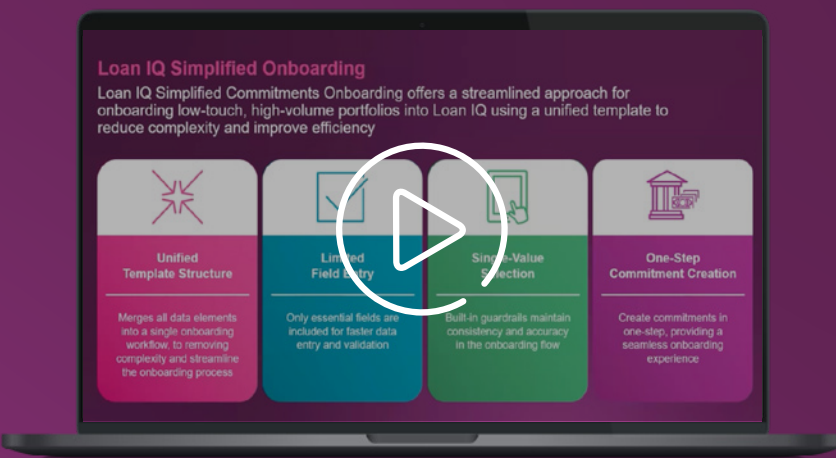 Loan IQ Simplified Onboarding
Loan IQ Simplified Commitments Onboarding offers a streamlined approach for
onboarding low-touch, high-volume portfolios into Loan IQ using a unified template to
reduce complexity and improve efficiency
Unified
Template Structure
Merges all data elements
into a single onboarding
workflow, to removing
complexity and streamline
the onboarding process
Limited
Field Entry
Only essential fields are
included for faster data
entry and validation
Single-Value
Selection
Built-in guardrails maintain
consistency and accuracy
in the onboarding flow
One-Step
Commitment Creation
Create commitments in
one-step, providing a
seamless onboarding
experience